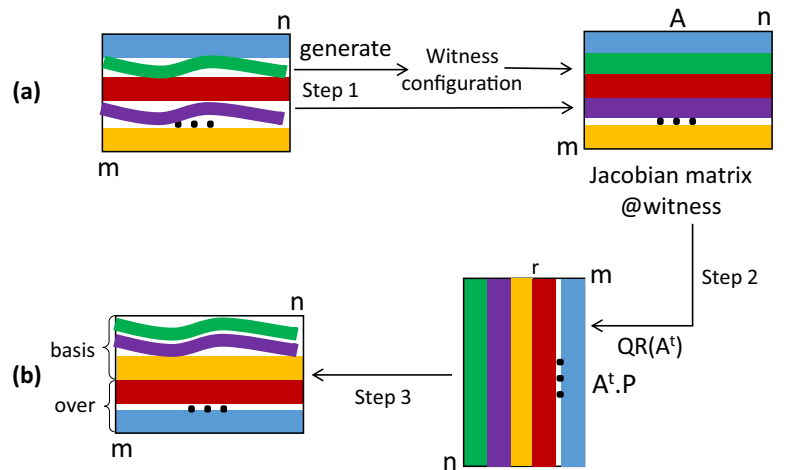 n
generate
Witness
configuration
A
n
(a)
Step 1
m
m
Jacobian matrix
@witness
r
m
Step 2
n
basis
QR(Aᵗ)
(b)
Step 3
Aᵗ.P
over
m
n